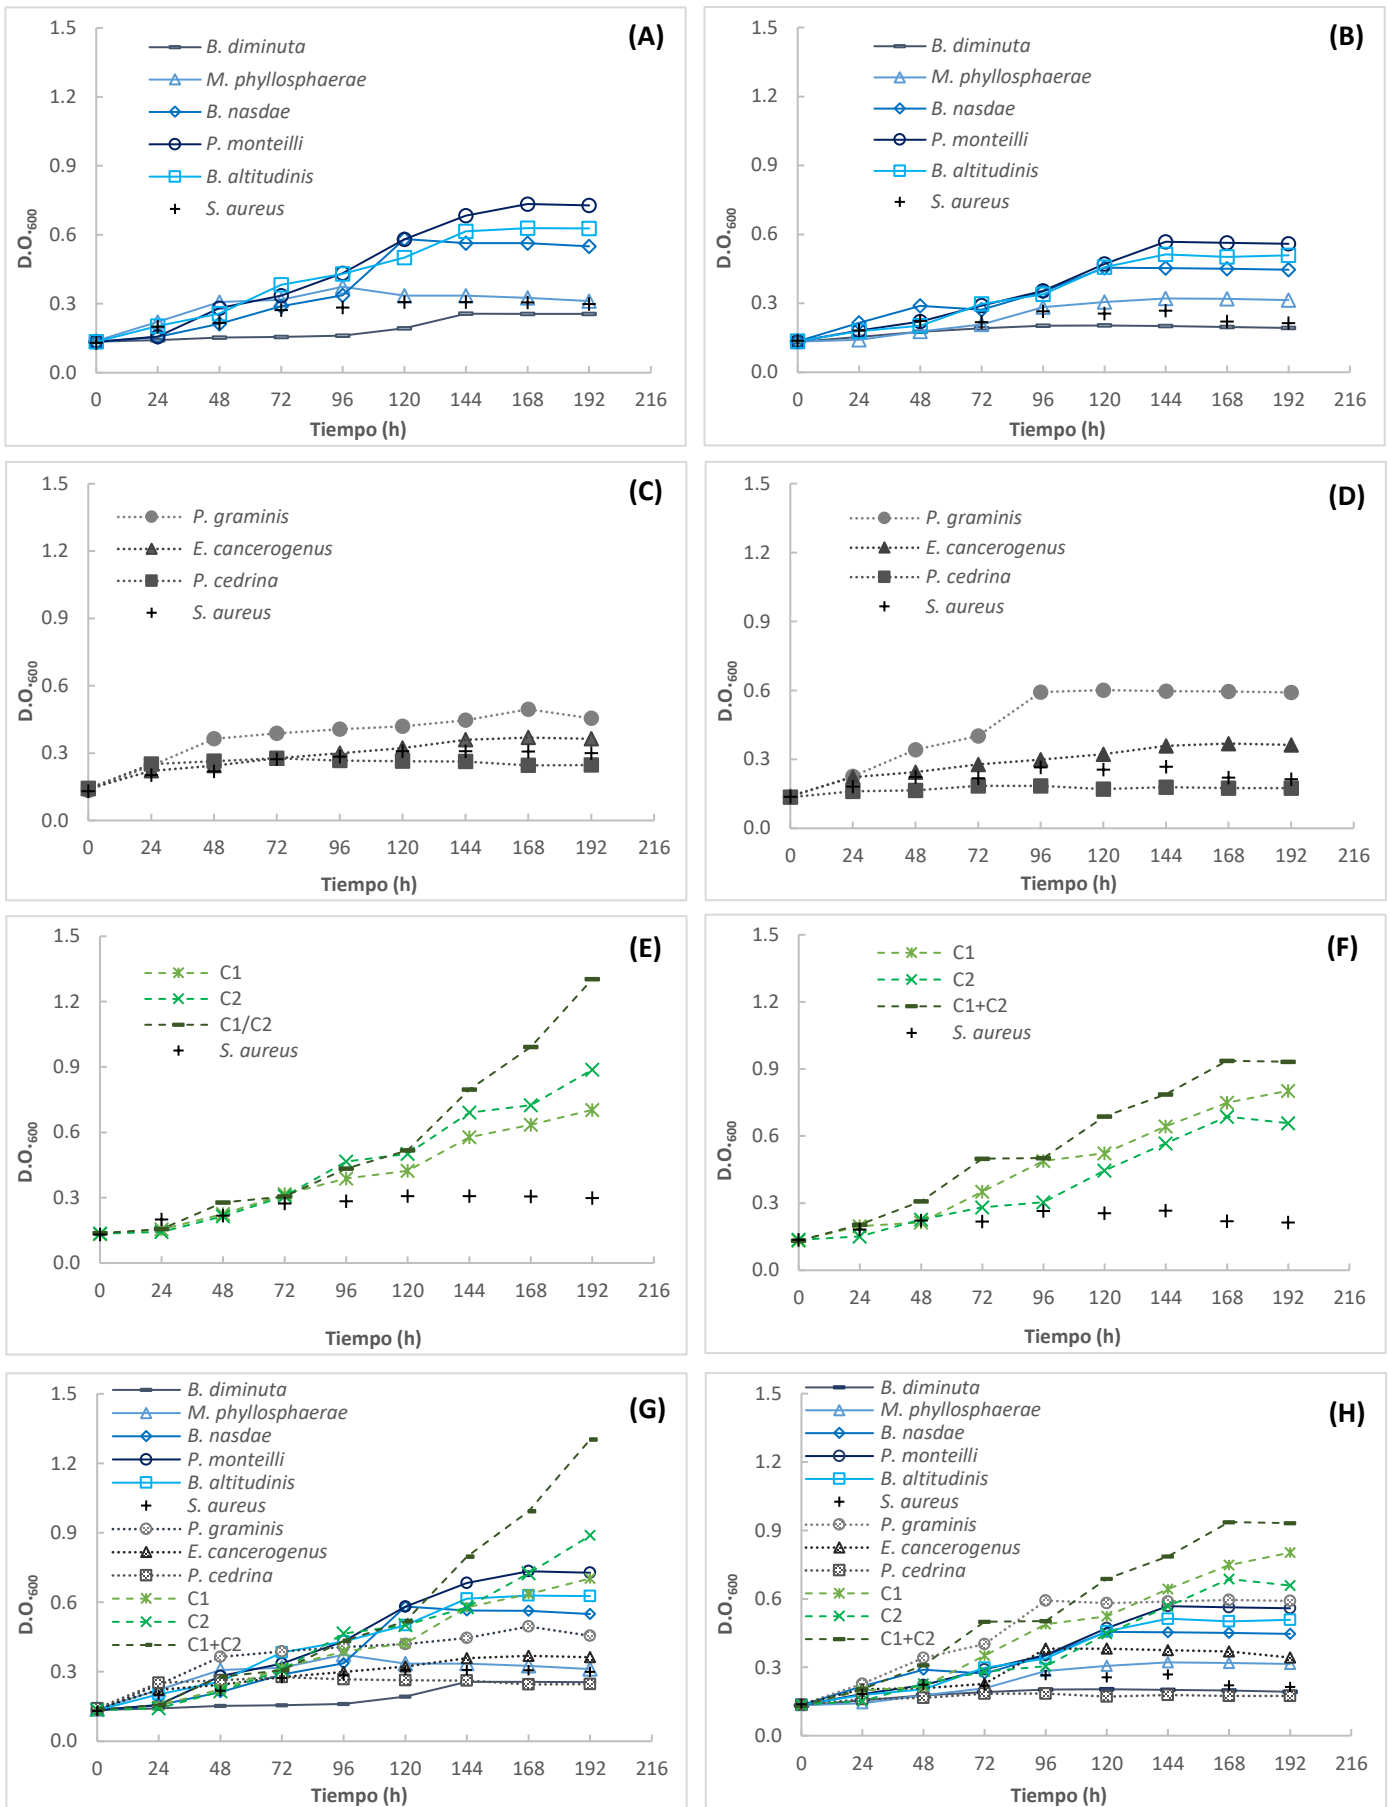 (A)
B. diminuta
M. phyllosphaerae
B. nasdae
P. monteilli
B. altitudinis
S. aureus
1.5
1.2
0.9
0.6
0.3
0.0
D.O.600
0 24 48 72 96 120 144 168 192 216
Tiempo (h)
(B)
B. diminuta
M. phyllosphaerae
B. nasdae
P. monteilli
B. altitudinis
S. aureus
1.5
1.2
0.9
0.6
0.3
0.0
D.O.600
0 24 48 72 96 120 144 168 192 216
Tiempo (h)
(C)
P. graminis
E. cancerogenus
P. cedrina
S. aureus
1.5
1.2
0.9
0.6
0.3
0.0
D.O.600
0 24 48 72 96 120 144 168 192 216
Tiempo (h)
(D)
P. graminis
E. cancerogenus
P. cedrina
S. aureus
1.5
1.2
0.9
0.6
0.3
0.0
D.O.600
0 24 48 72 96 120 144 168 192 216
Tiempo (h)
(E)
C1
C2
C1/C2
S. aureus
1.5
1.2
0.9
0.6
0.3
0.0
D.O.600
0 24 48 72 96 120 144 168 192 216
Tiempo (h)
(F)
C1
C2
C1+C2
S. aureus
1.5
1.2
0.9
0.6
0.3
0.0
D.O.600
0 24 48 72 96 120 144 168 192 216
Tiempo (h)
(G)
B. diminuta
M. phyllosphaerae
B. nasdae
P. monteilli
B. altitudinis
S. aureus
P. graminis
E. cancerogenus
P. cedrina
C1
C2
C1+C2
1.5
1.2
0.9
0.6
0.3
0.0
D.O.600
0 24 48 72 96 120 144 168 192 216
Tiempo (h)
(H)
B. diminuta
M. phyllosphaerae
B. nasdae
P. monteilli
B. altitudinis
S. aureus
P. graminis
E. cancerogenus
P. cedrina
C1
C2
C1+C2
1.5
1.2
0.9
0.6
0.3
0.0
D.O.600
0 24 48 72 96 120 144 168 192 216
Tiempo (h)